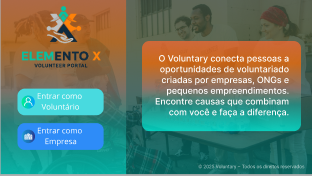 ELEMENTO X
VOLUNTEER PORTAL
Entrar como
Voluntário
Entrar como
Empresa
O Voluntary conecta pessoas a
oportunidades de voluntariado
criadas por empresas, ONGs e
pequenos empreendimentos.
Encontre causas que combinam
com você e faça a diferença.
© 2025 Voluntary - Todos os direitos reservados